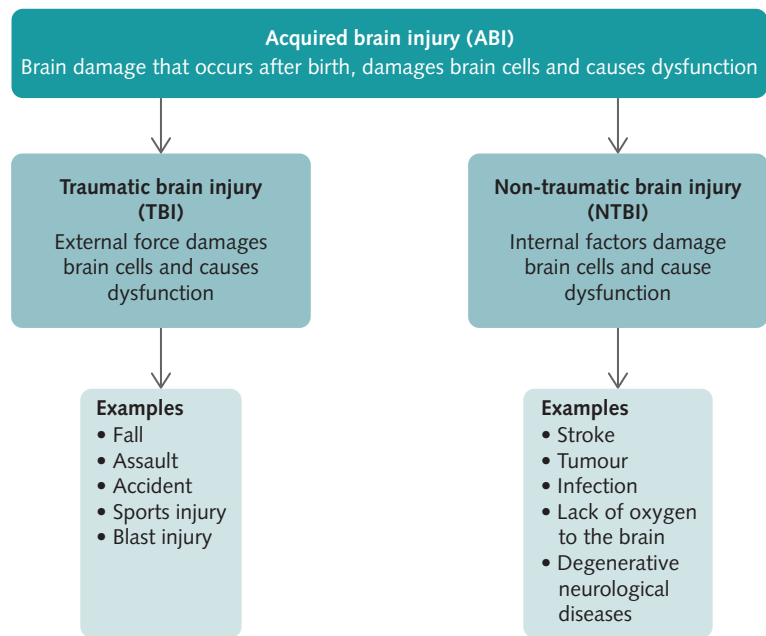 Acquired brain injury (ABI)
Brain damage that occurs after birth, damages brain cells and causes dysfunction
Traumatic brain injury
(TBI)
External force damages
brain cells and causes
dysfunction
Non-traumatic brain injury
(NTBI)
Internal factors damage
brain cells and cause
dysfunction
Examples
• Fall
• Assault
• Accident
• Sports injury
• Blast injury
Examples
• Stroke
• Tumour
• Infection
• Lack of oxygen
to the brain
• Degenerative
neurological
diseases